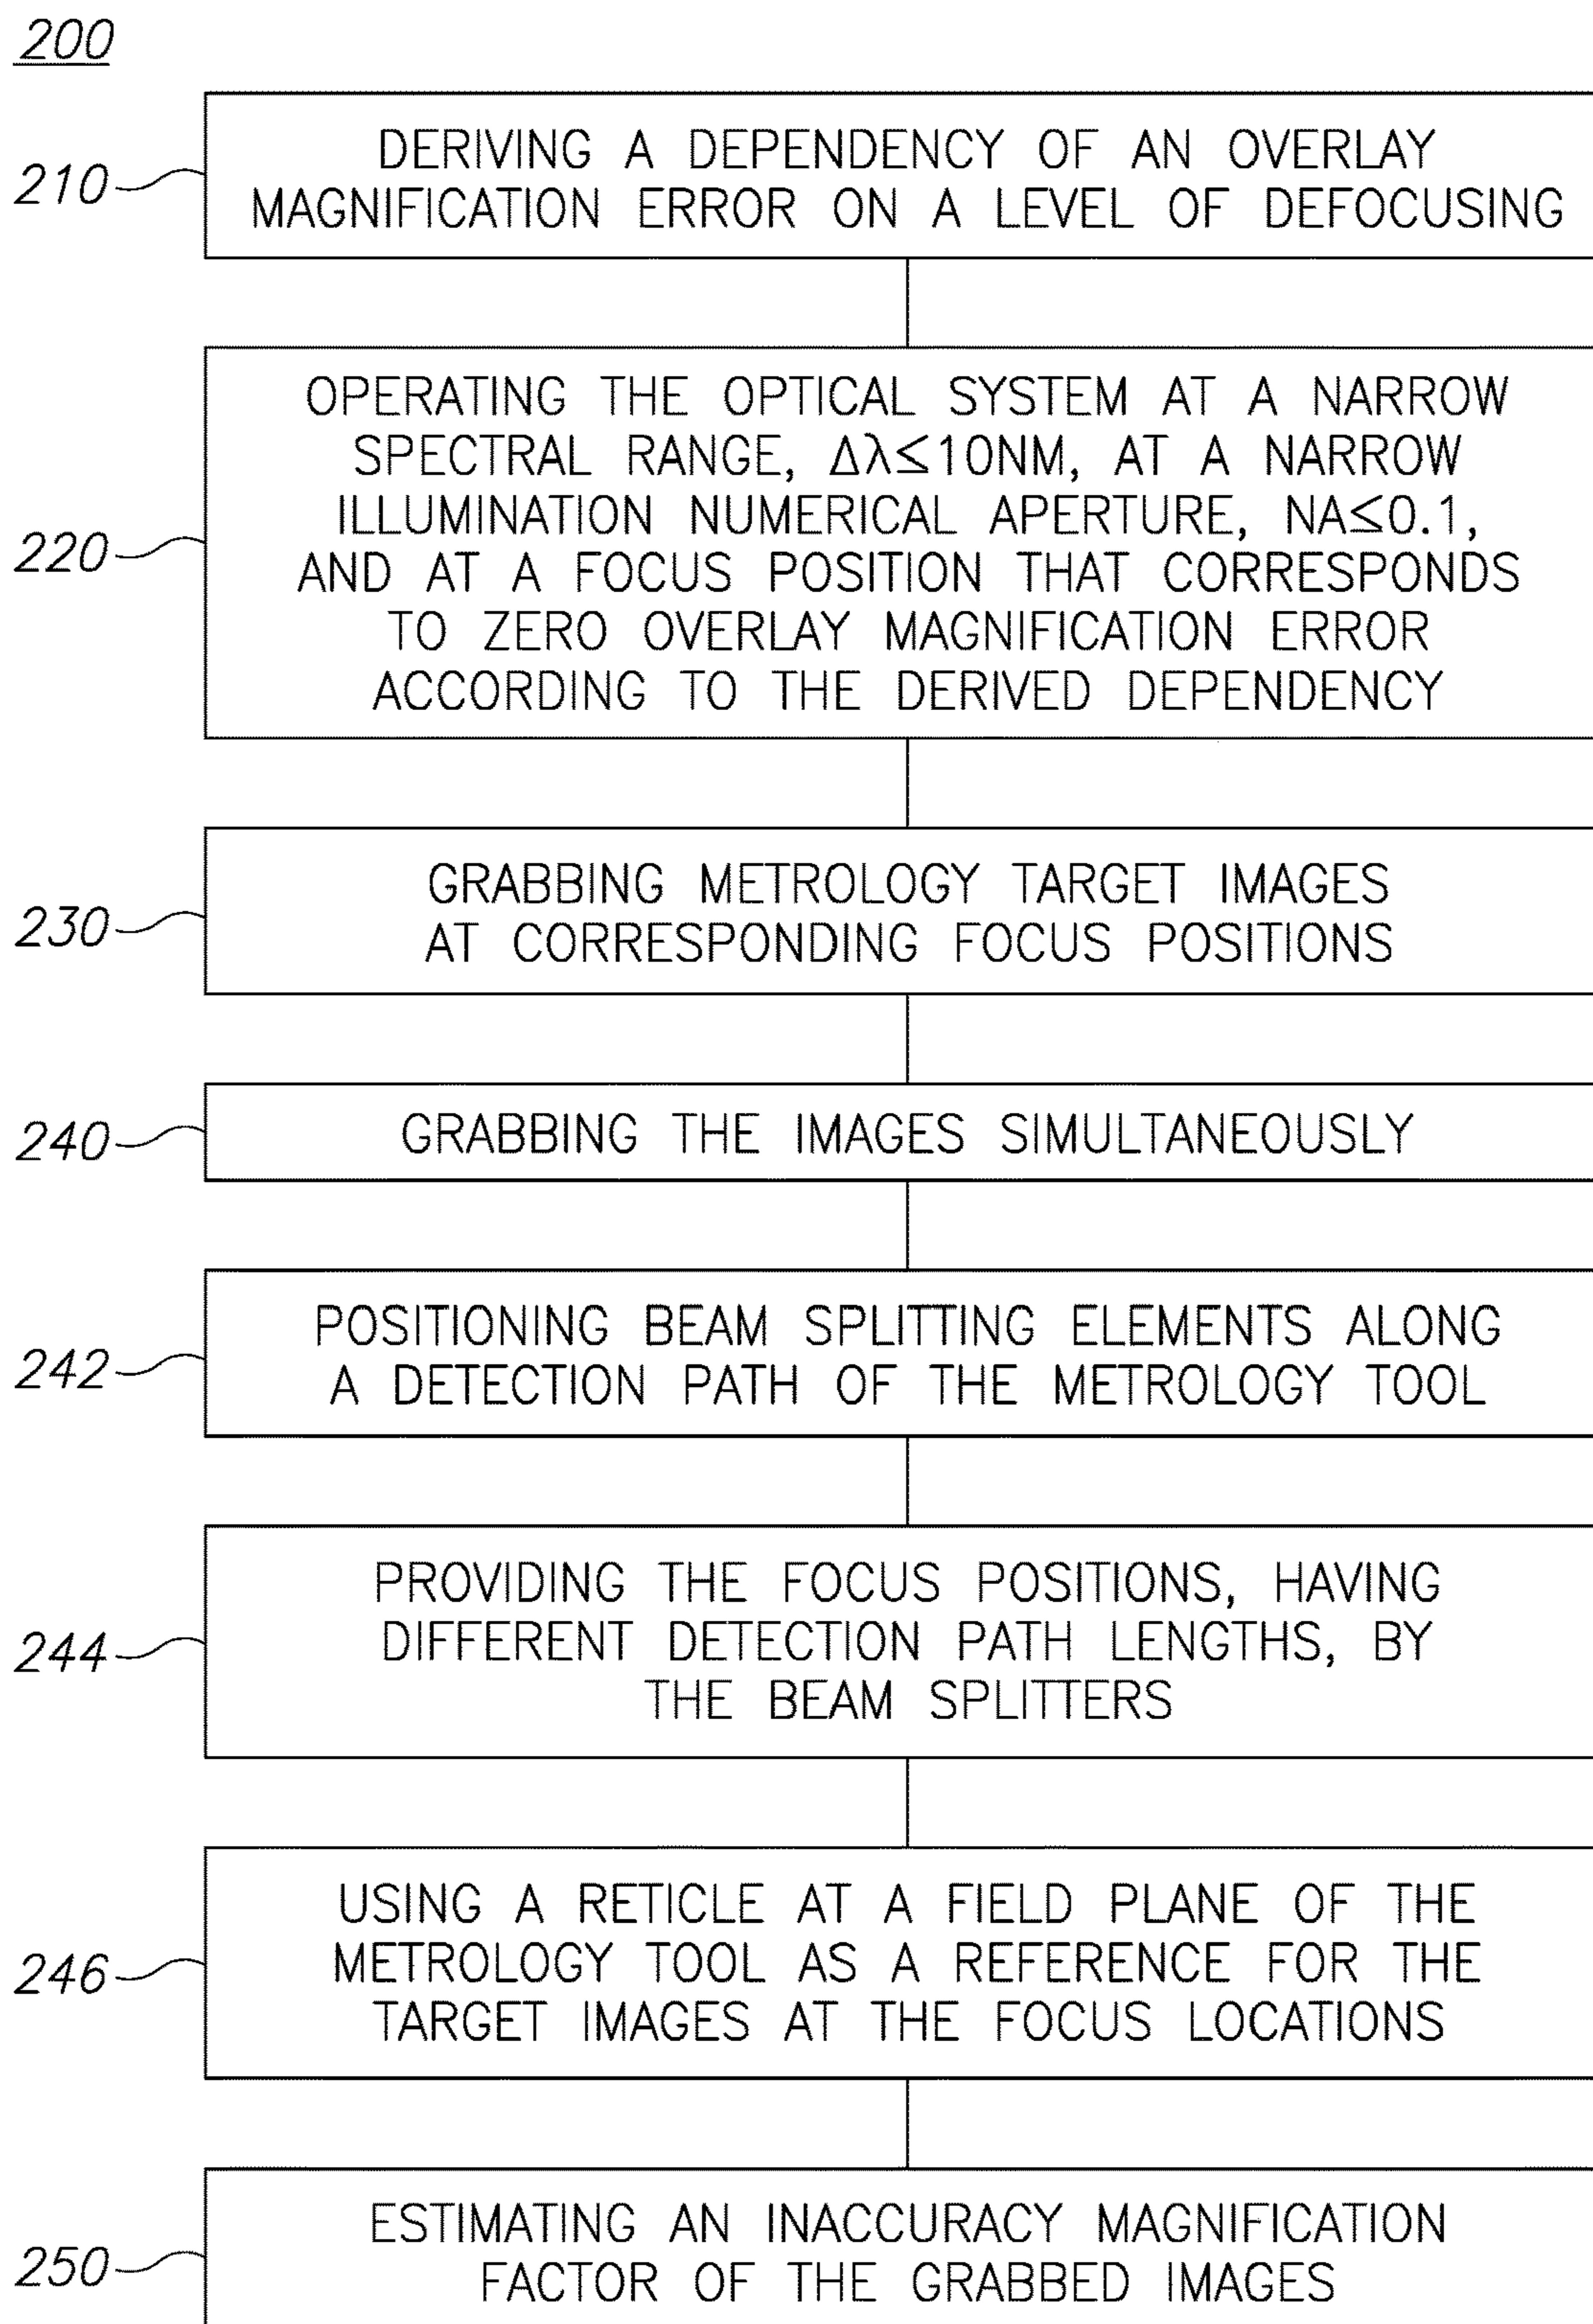 200
210
DERIVING A DEPENDENCY OF AN OVERLAY
MAGNIFICATION ERROR ON A LEVEL OF DEFOCUSING
220
OPERATING THE OPTICAL SYSTEM AT A NARROW
SPECTRAL RANGE, Δλ≤10NM, AT A NARROW
ILLUMINATION NUMERICAL APERTURE, NA≤0.1,
AND AT A FOCUS POSITION THAT CORRESPONDS
TO ZERO OVERLAY MAGNIFICATION ERROR
ACCORDING TO THE DERIVED DEPENDENCY
230
GRABBING METROLOGY TARGET IMAGES
AT CORRESPONDING FOCUS POSITIONS
240
GRABBING THE IMAGES SIMULTANEOUSLY
242
POSITIONING BEAM SPLITTING ELEMENTS ALONG
A DETECTION PATH OF THE METROLOGY TOOL
244
PROVIDING THE FOCUS POSITIONS, HAVING
DIFFERENT DETECTION PATH LENGTHS, BY
THE BEAM SPLITTERS
246
USING A RETICLE AT A FIELD PLANE OF THE
METROLOGY TOOL AS A REFERENCE FOR THE
TARGET IMAGES AT THE FOCUS LOCATIONS
250
ESTIMATING AN INACCURACY MAGNIFICATION
FACTOR OF THE GRABBED IMAGES